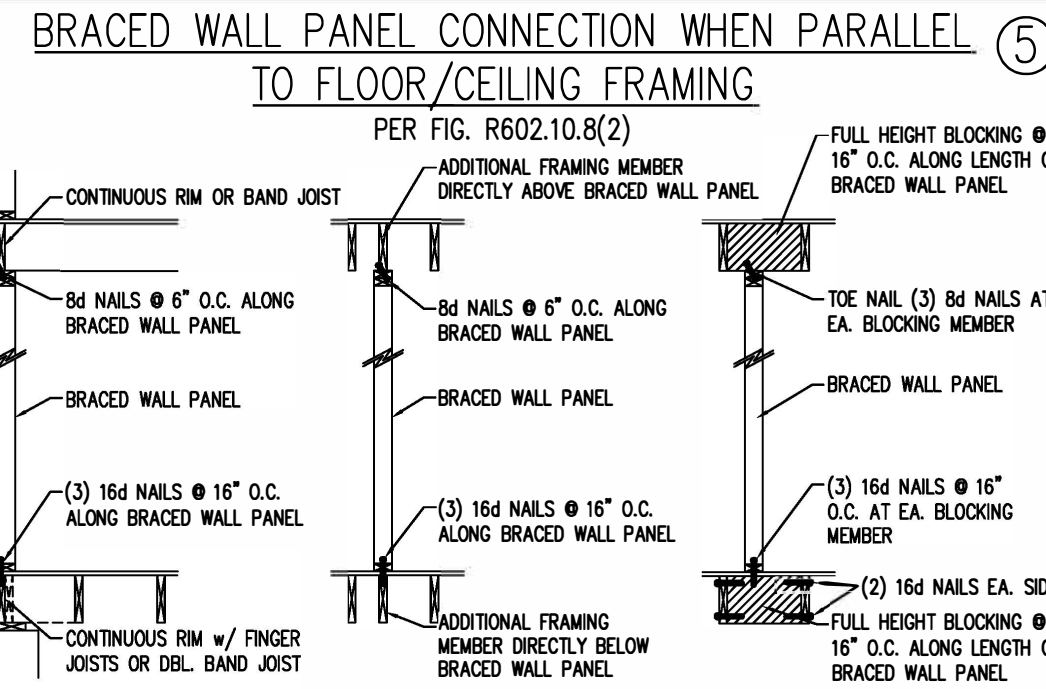 BRACED WALL PANEL CONNECTION WHEN PARALLEL
TO FLOOR/CEILING FRAMING
5
PER FIG. R602.10.8(2)
CONTINUOUS RIM OR BAND JOIST
8d NAILS @ 6" O.C. ALONG
BRACED WALL PANEL
BRACED WALL PANEL
(3) 16d NAILS @ 16" O.C.
ALONG BRACED WALL PANEL
CONTINUOUS RIM w/ FINGER
JOISTS OR DBL. BAND JOIST
ADDITIONAL FRAMING MEMBER
DIRECTLY ABOVE BRACED WALL PANEL
8d NAILS @ 6" O.C. ALONG
BRACED WALL PANEL
BRACED WALL PANEL
(3) 16d NAILS @ 16" O.C.
ALONG BRACED WALL PANEL
ADDITIONAL FRAMING
MEMBER DIRECTLY BELOW
BRACED WALL PANEL
FULL HEIGHT BLOCKING @
16" O.C. ALONG LENGTH
BRACED WALL PANEL
TOE NAIL (3) 8d NAILS AT
EA. BLOCKING MEMBER
BRACED WALL PANEL
(3) 16d NAILS @ 16"
O.C. AT EA. BLOCKING
MEMBER
(2) 16d NAILS EA.
FULL HEIGHT BLOCKING @
16" O.C. ALONG LENGTH
BRACED WALL PANEL